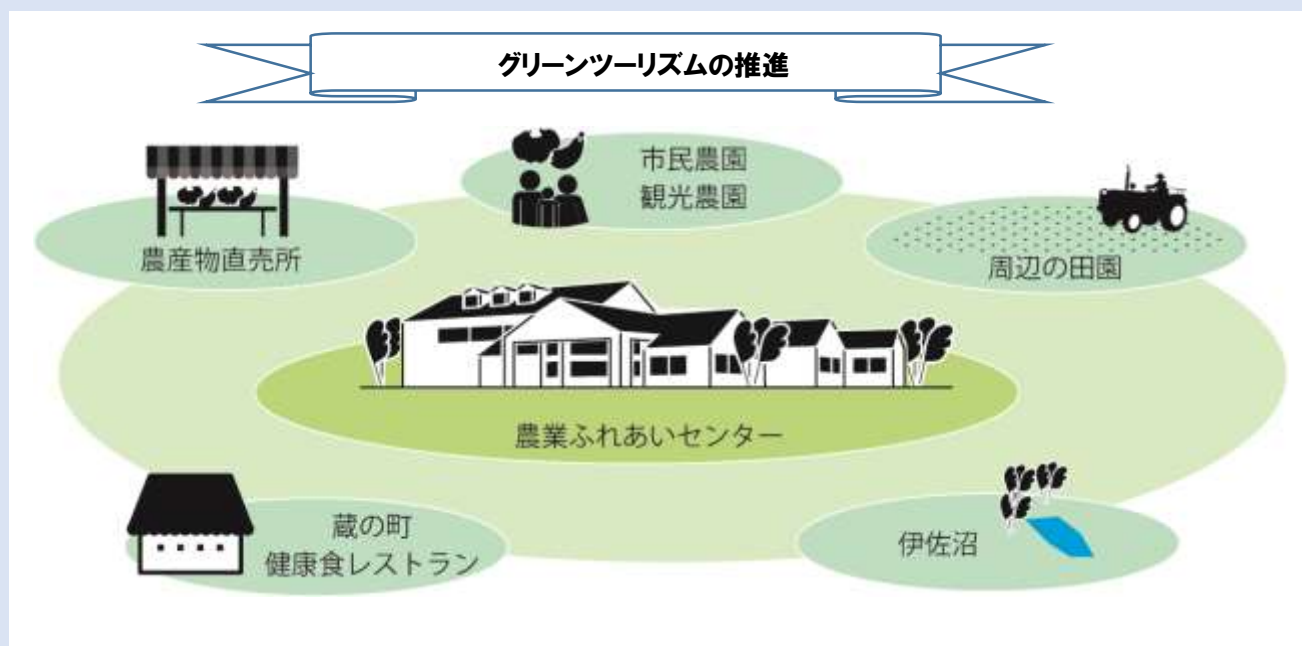 グリーンツーリズムの推進
市民農園
観光農園
農産物直売所
周辺の田園
農業ふれあいセンター
蔵の町
健康食レストラン
伊佐沼